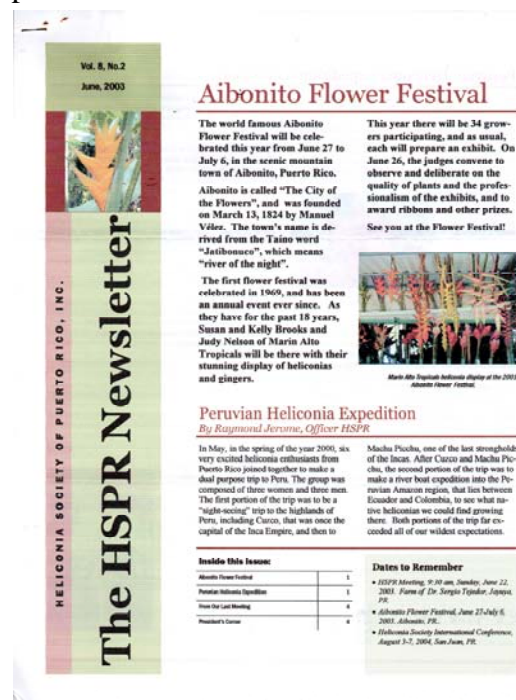 Vol. 8, No.2
June, 2003
HELICONIA SOCIETY OF PUERTO RICO, INC.
The HSPR Newsletter
Aibonito Flower Festival
The world famous Aibonito
Flower Festival will be cele-
brated this year from June 27 to
July 6, in the scenic mountain
town of Aibonito, Puerto Rico.
Aibonito is called "The City of
the Flowers", and was founded
on March 13, 1824 by Manuel
Vélez. The town's name is de-
rived from the Taino word
"Jatibonuco", which means
"river of the night".
The first flower festival was
celebrated in 1969, and has been
an annual event ever since. As
they have for the past 18 years,
Susan and Kelly Brooks and
Judy Nelson of Marin Alto
Tropicals will be there with their
stunning display of heliconias
and gingers.
This year there will be 34 grow-
ers participating, and as usual,
each will prepare an exhibit. On
June 26, the judges convene to
observe and deliberate on the
quality of plants and the profes-
sionalism of the exhibits, and to
award ribbons and other prizes.
See you at the Flower Festival!
Marin Alto Tropicals heliconia display at the 2001
Aibonito Flower Festival.
Peruvian Heliconia Expedition
By Raymond Jerome, Officer HSPR
In May, in the spring of the year 2000, six
very excited heliconia enthusiasts from
Puerto Rico joined together to make a
dual purpose trip to Peru. The group was
composed of three women and three men.
The first portion of the trip was to be a
"sight-seeing" trip to the highlands of
Peru, including Cuzco, that was once the
capital of the Inca Empire, and then to
Machu Picchu, one of the last strongholds
of the Incas. After Cuzco and Machu Pic-
chu, the second portion of the trip was to
make a river boat expedition into the Pe-
ruvian Amazon region, that lies between
Ecuador and Colombia, to see what na-
tive heliconias we could find growing
there. Both portions of the trip far ex-
ceeded all of our wildest expectations.
Inside this issue:
Aibonito Flower Festival 1
Peruvian Heliconia Expedition 1
From Our Last Meeting 4
President's Corner 4
Dates to Remember
• HSPR Meeting, 9:30 am, Sunday, June 22,
2003. Farm of Dr. Sergio Tejedor, Jayuya,
PR.
• Aibonito Flower Festival, June 27-July 6,
2003. Aibonito, PR.
• Heliconia Society International Conference,
August 3-7, 2004, San Juan, PR.